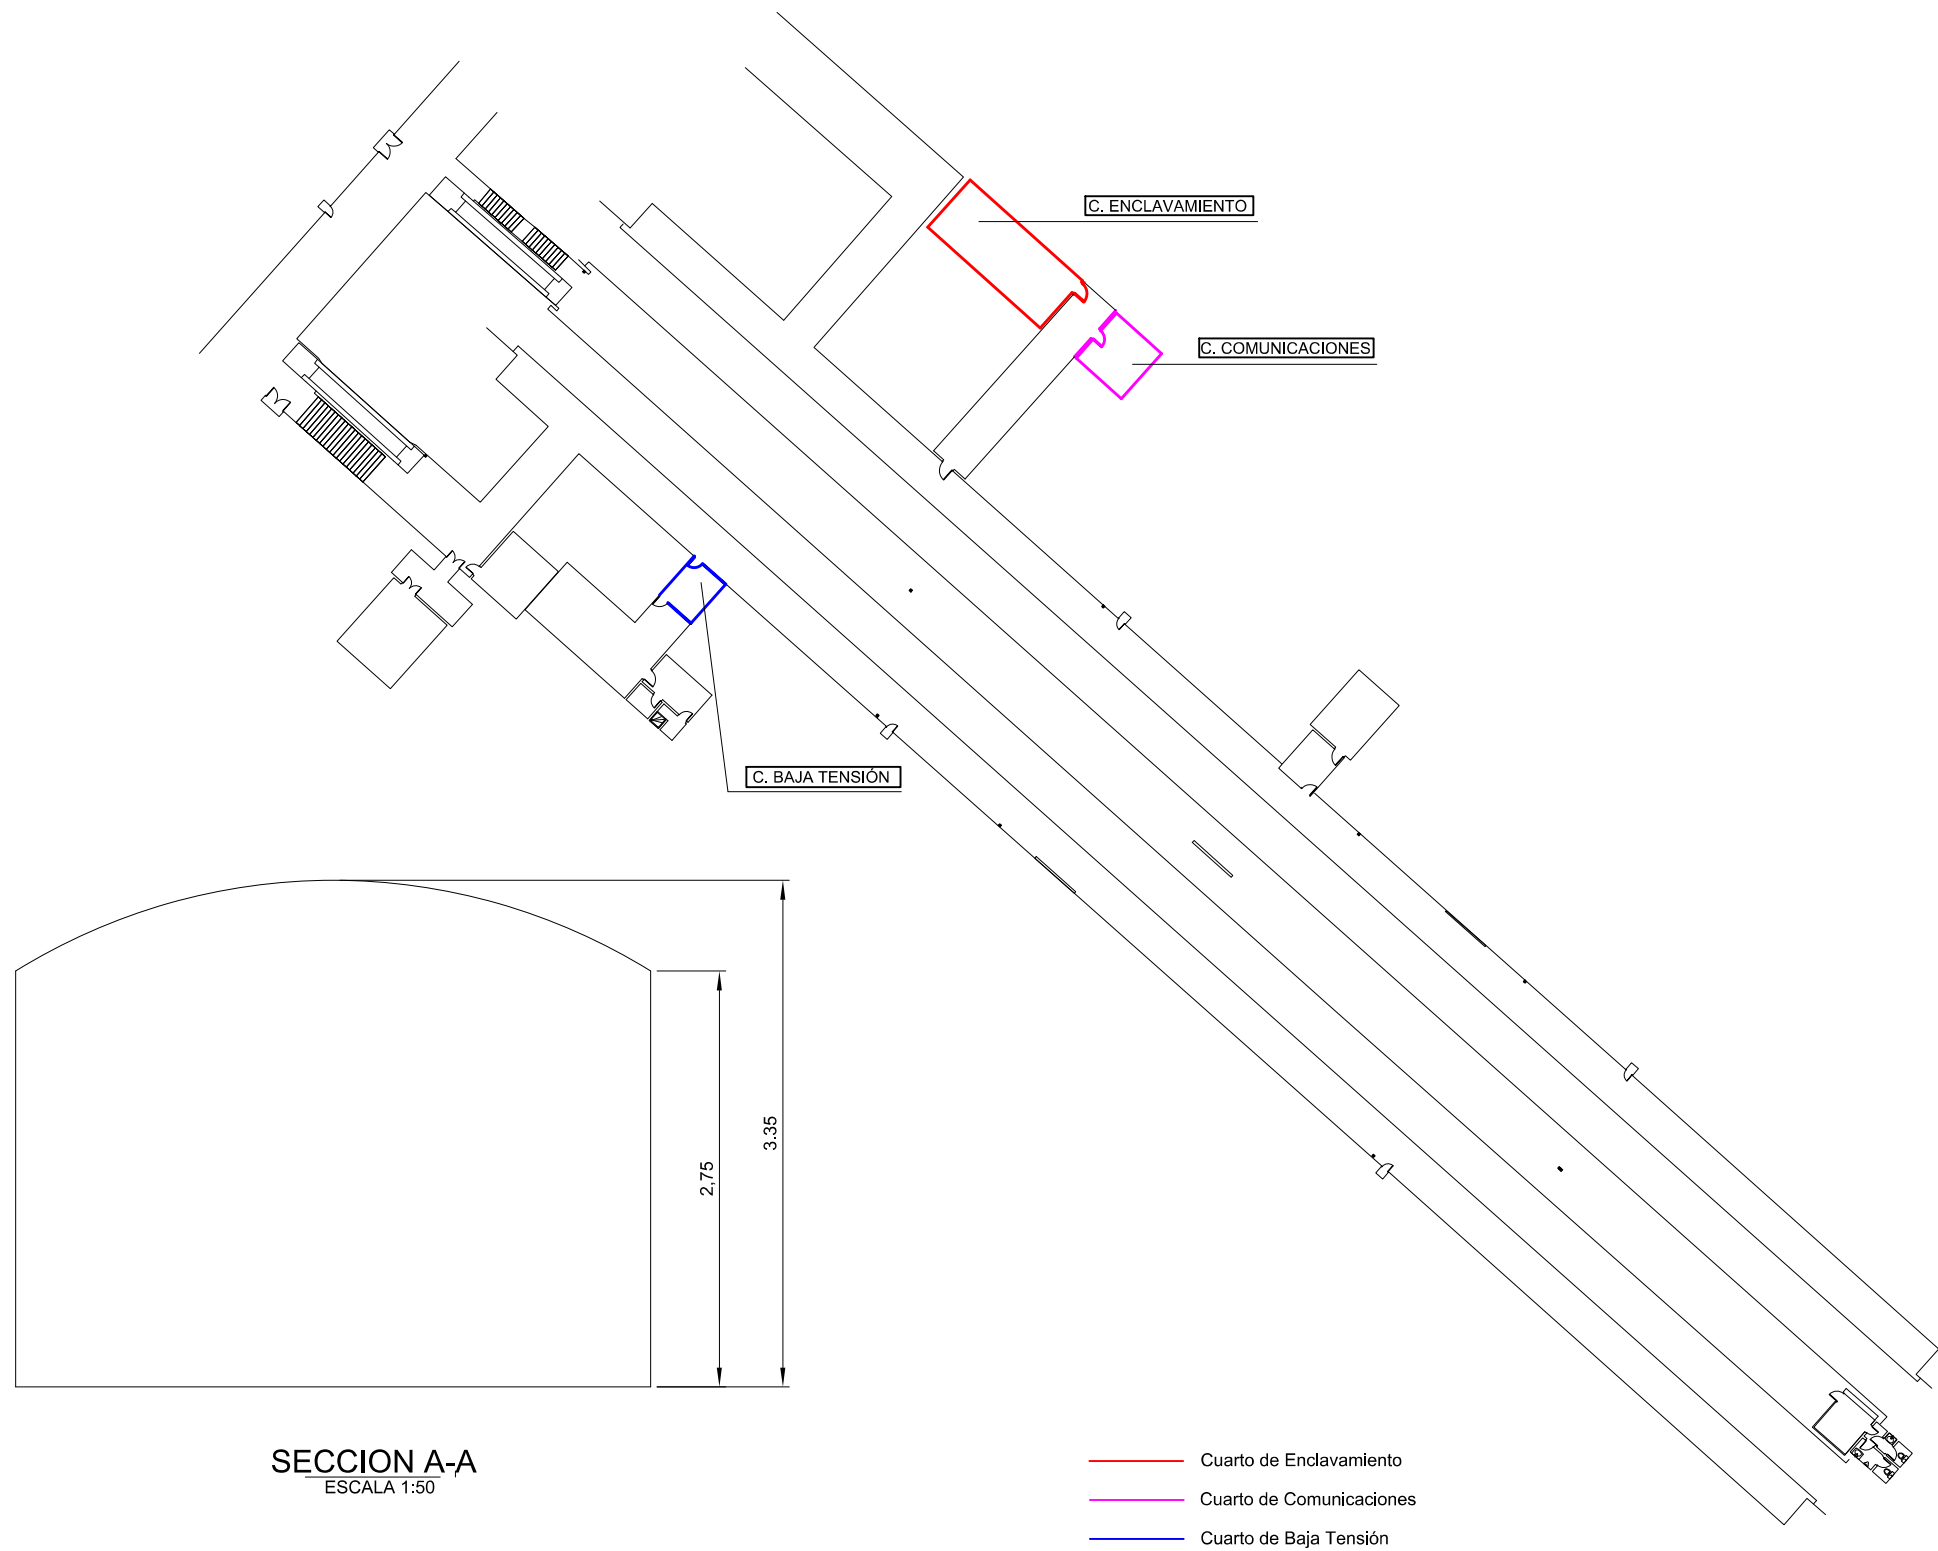 C. ENCLAVAMIENTO
C. COMUNICACIONES
C. BAJA TENSIÓN
3.35
2,75
SECCION A-A
ESCALA 1:50
Cuarto de Enclavamiento
Cuarto de Comunicaciones
Cuarto de Baja Tensión